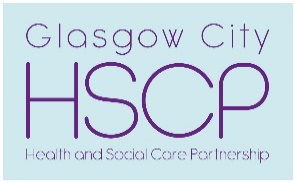 Glasgow City
HSCP
Health and Social Care Partnership